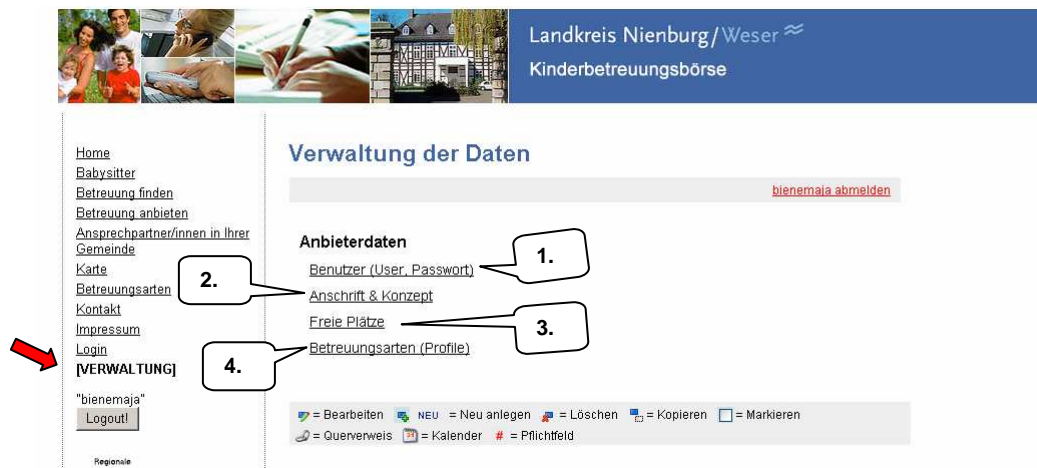 Landkreis Nienburg/Weser
Kinderbetreuungsbörse
Home
Babysitter
Betreuung finden
Betreuung anbieten
Ansprechpartner/innen in Ihrer
Gemeinde
Karte
Betreuungsarten
Kontakt
Impressum
Login
[VERWALTUNG]
"bienemaja"
Logout!
Regionale
Verwaltung der Daten
bienemaja abmelden
Anbieterdaten
Benutzer (User, Passwort)
1.
2.
Anschrift & Konzept
Freie Plätze
3.
4.
Betreuungsarten (Profile)
= Bearbeiten NEU = Neu anlegen = Löschen = Kopieren = Markieren
= Querverweis 31 = Kalender # = Pflichtfeld